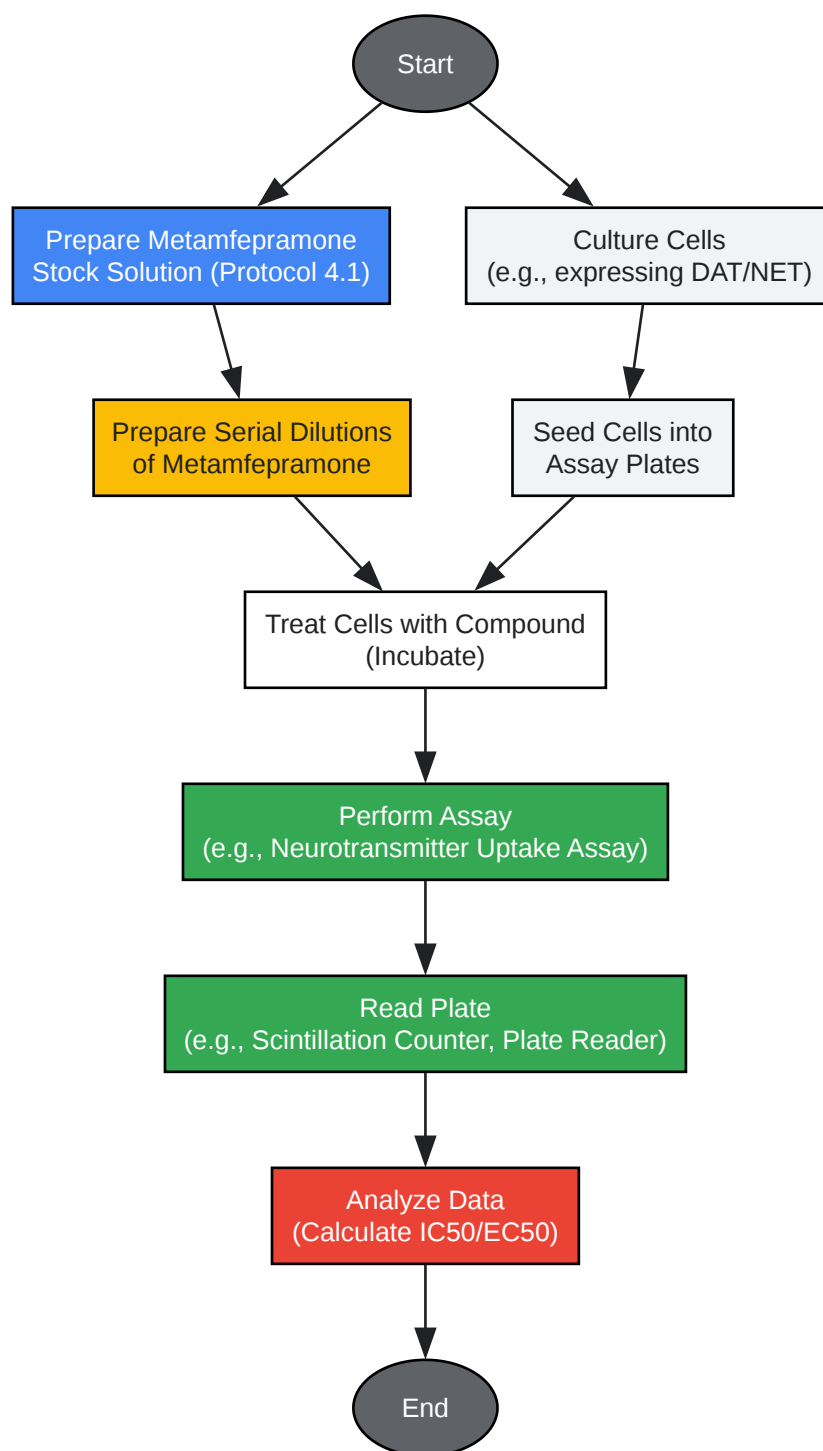 Start
Prepare Metamfepramone
Stock Solution (Protocol 4.1)
Culture Cells
(e.g., expressing DAT/NET)
Prepare Serial Dilutions
of Metamfepramone
Seed Cells into
Assay Plates
Treat Cells with Compound
(Incubate)
Perform Assay
(e.g., Neurotransmitter Uptake Assay)
Read Plate
(e.g., Scintillation Counter, Plate Reader)
Analyze Data
(Calculate IC50/EC50)
End